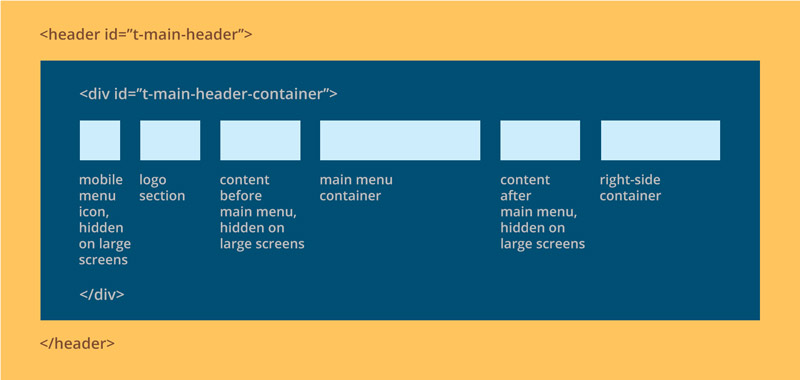 <header id=”t-main-header”>
<div id=”t-main-header-container”>
mobile
menu
icon,
hidden
on large
screens
logo
section
content
before
main menu,
hidden on
large screens
main menu
container
content
after
main menu,
hidden on
large screens
right-side
container
</div>
</header>